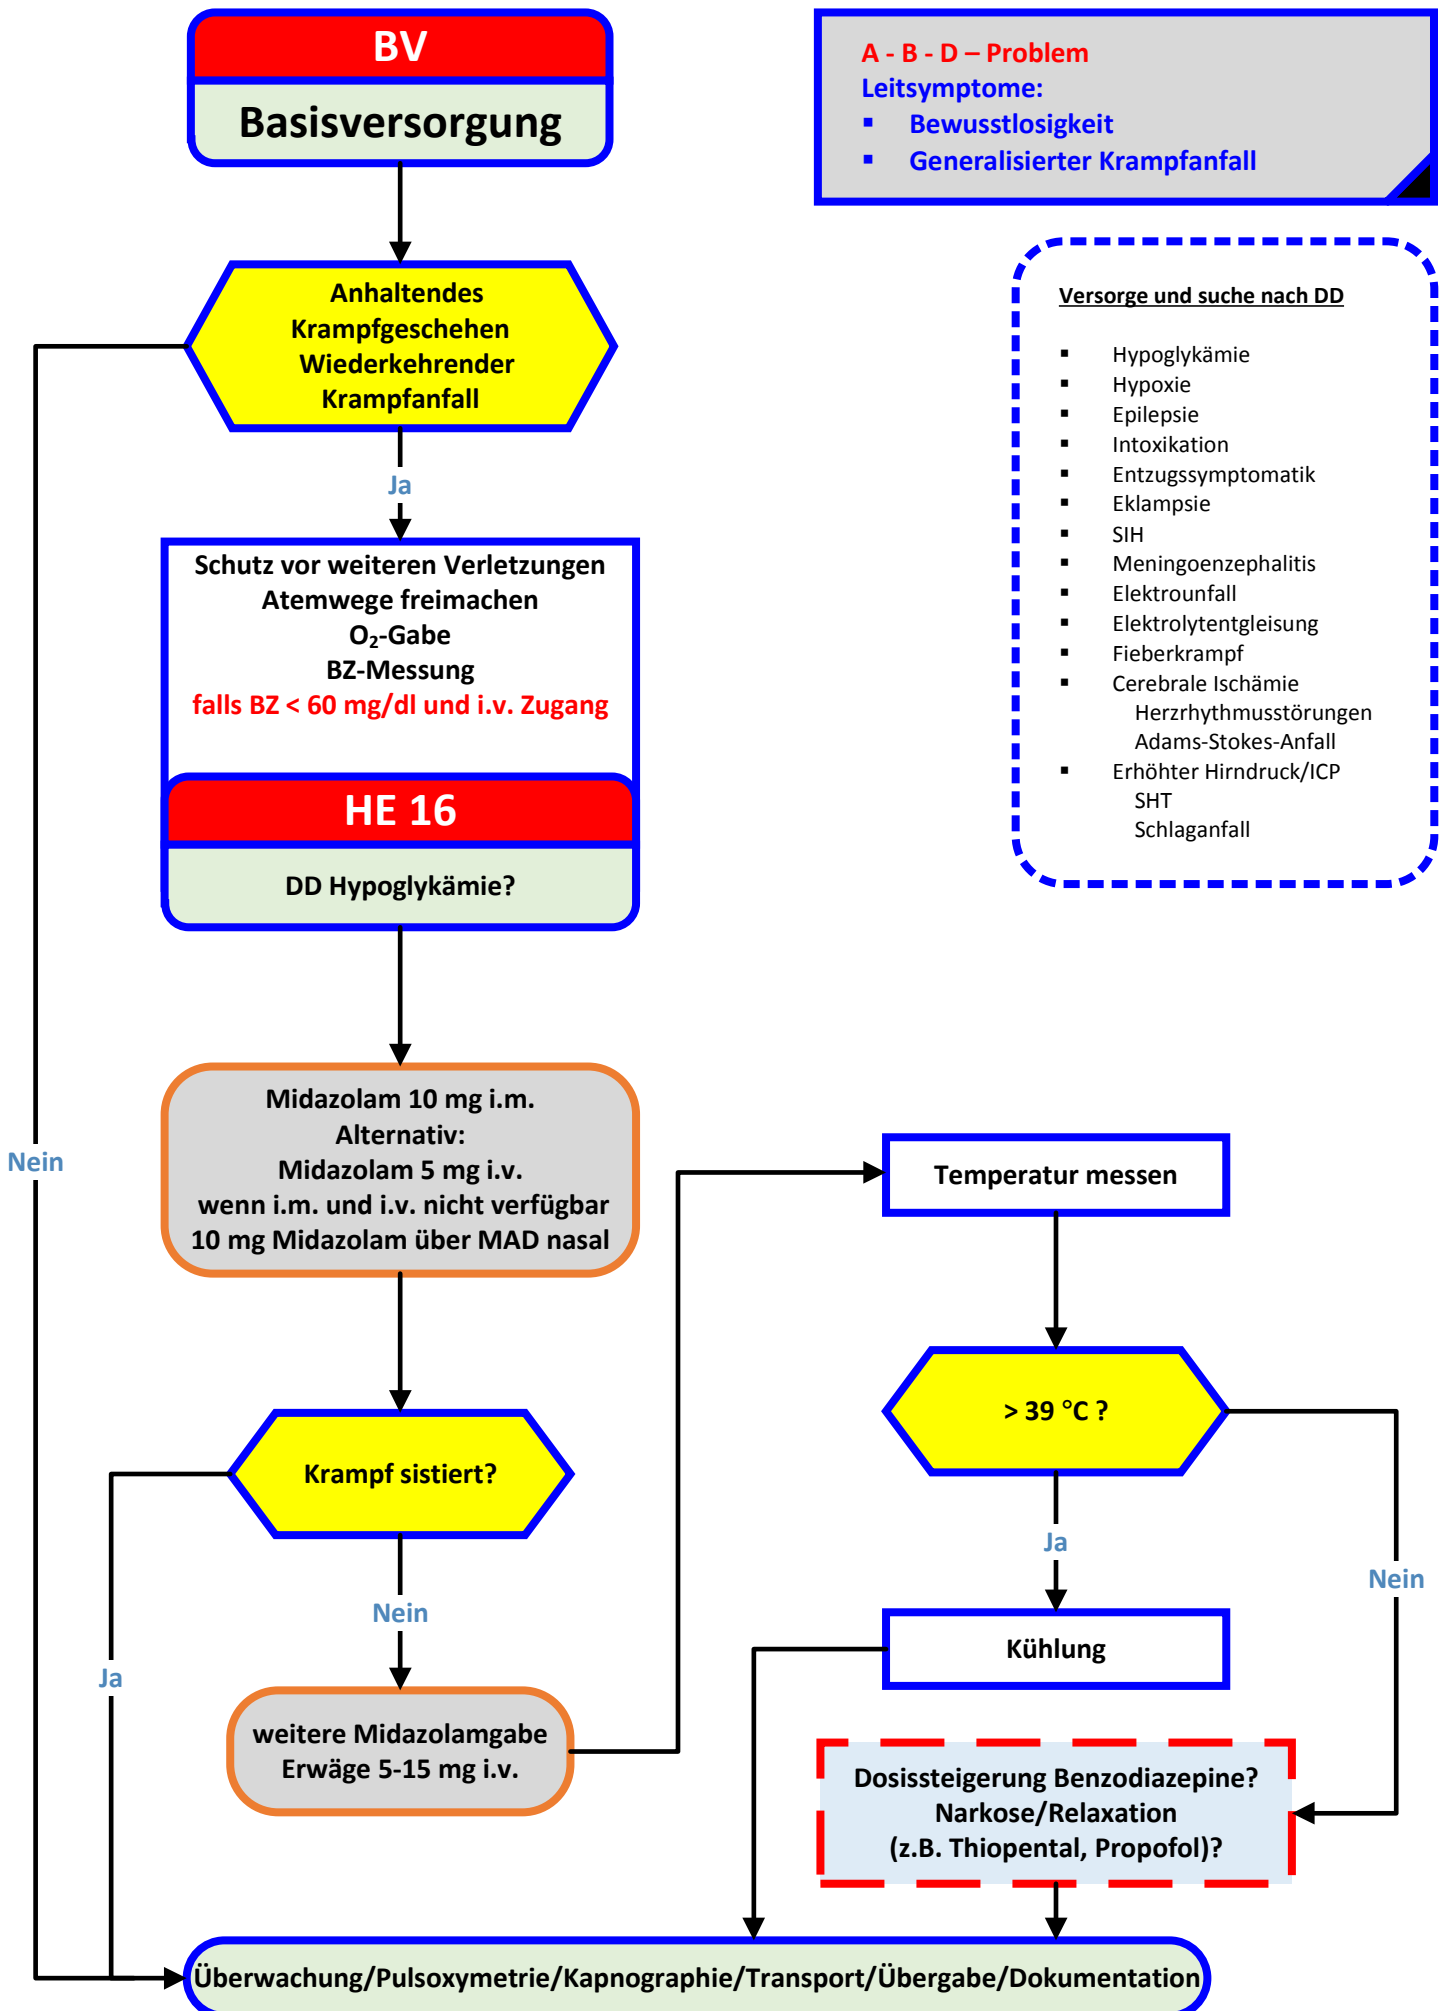 BV
Basisversorgung
A - B - D – Problem
Leitsymptome:
▪ Bewusstlosigkeit
▪ Generalisierter Krampfanfall
Anhaltendes
Krampfgeschehen
Wiederkehrender
Krampfanfall
Versorge und suche nach DD
▪ Hypoglykämie
▪ Hypoxie
▪ Epilepsie
▪ Intoxikation
▪ Entzugssymptomatik
▪ Eklampsie
▪ SIH
▪ Meningoenzephalitis
▪ Elektrounfall
▪ Elektrolytentgleisung
▪ Fieberkrampf
▪ Cerebrale Ischämie
Herzrhythmusstörungen
Adams-Stokes-Anfall
▪ Erhöhter Hirndruck/ICP
SHT
Schlaganfall
Ja
Schutz vor weiteren Verletzungen
Atemwege freimachen
O₂-Gabe
BZ-Messung
falls BZ < 60 mg/dl und i.v. Zugang
HE 16
DD Hypoglykämie?
Nein
Midazolam 10 mg i.m.
Alternativ:
Midazolam 5 mg i.v.
wenn i.m. und i.v. nicht verfügbar
10 mg Midazolam über MAD nasal
Krampf sistiert?
Ja
Nein
weitere Midazolamgabe
Erwäge 5-15 mg i.v.
Temperatur messen
> 39 °C ?
Ja
Nein
Kühlung
Dosissteigerung Benzodiazepine?
Narkose/Relaxation
(z.B. Thiopental, Propofol)?
Überwachung/Pulsoxymetrie/Kapnographie/Transport/Übergabe/Dokumentation